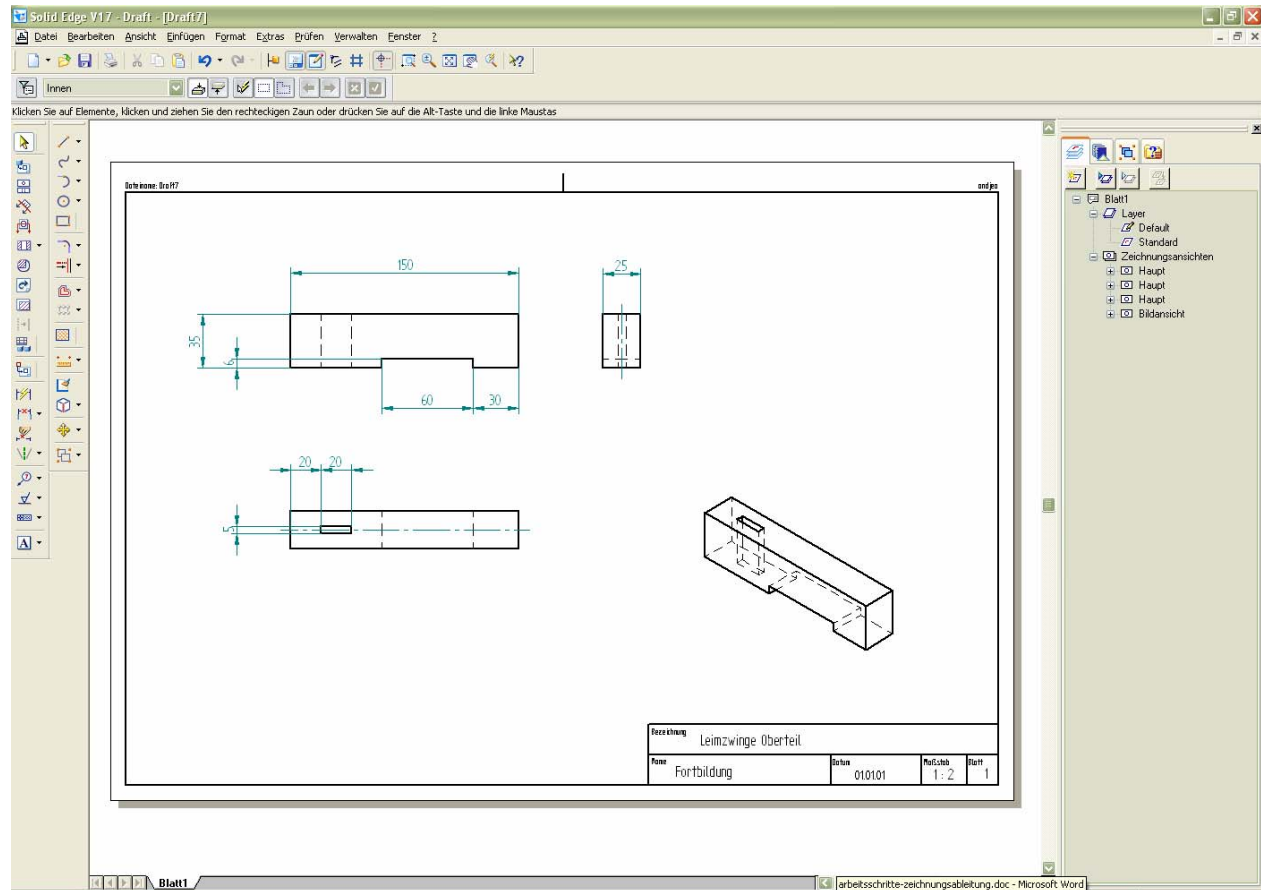 Solid Edge V17 - Draft - [Draft7]
Datei Bearbeiten Ansicht Einfügen Format Extras Prüfen Verwalten Fenster ?
Innen
Klicken Sie auf Elemente, klicken und ziehen Sie den rechteckigen Zaun oder drücken Sie auf die Alt-Taste und die linke Maustas
Dateiname: Draft7
andjes
150
25
35
6
60
30
20
20
5
Bezeichnung
Leimzwinge Oberteil
Name
Fortbildung
Datum
01.01.01
Maßstab
1 : 2
Blatt
1
Blatt1
Layer
Default
Standard
Zeichnungsansichten
Haupt
Haupt
Haupt
Bildansicht
A
Blatt1
arbeitsschritte-zeichnungsableitung.doc - Microsoft Word